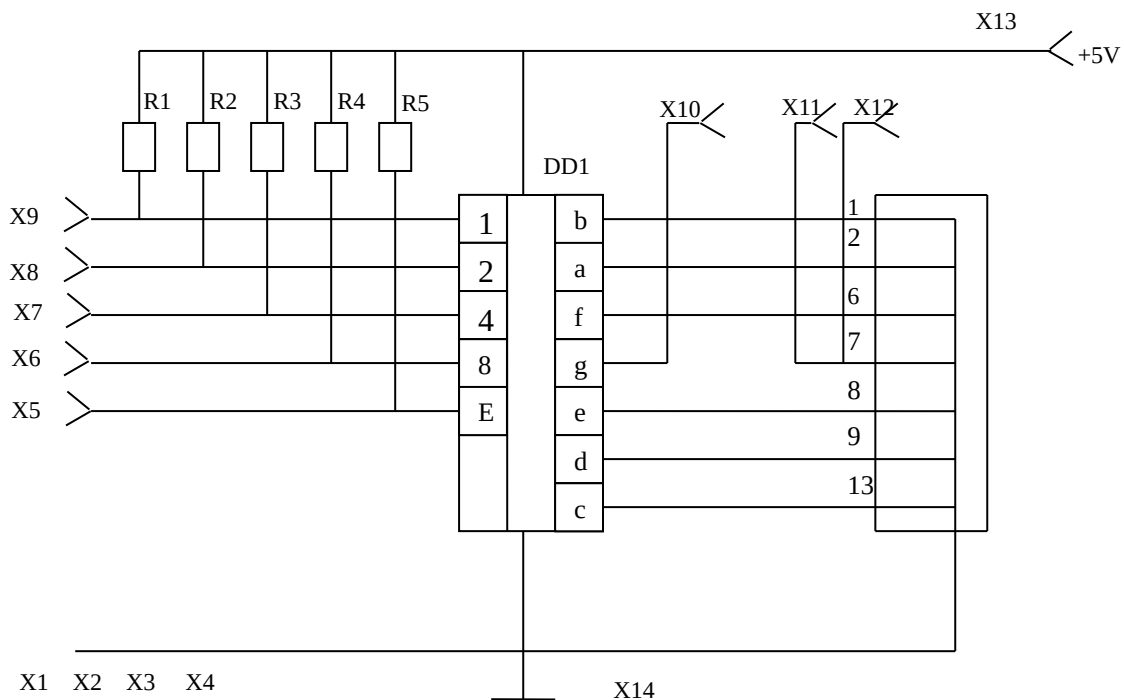 X13
+5V
R1 R2 R3 R4 R5
X10 X11 X12
DD1
X9 1 b 1
2
X8 2 a
X7 4 f 6
X6 8 g 7
X5 E e 8
d 9
c 13
X1 X2 X3 X4 X14